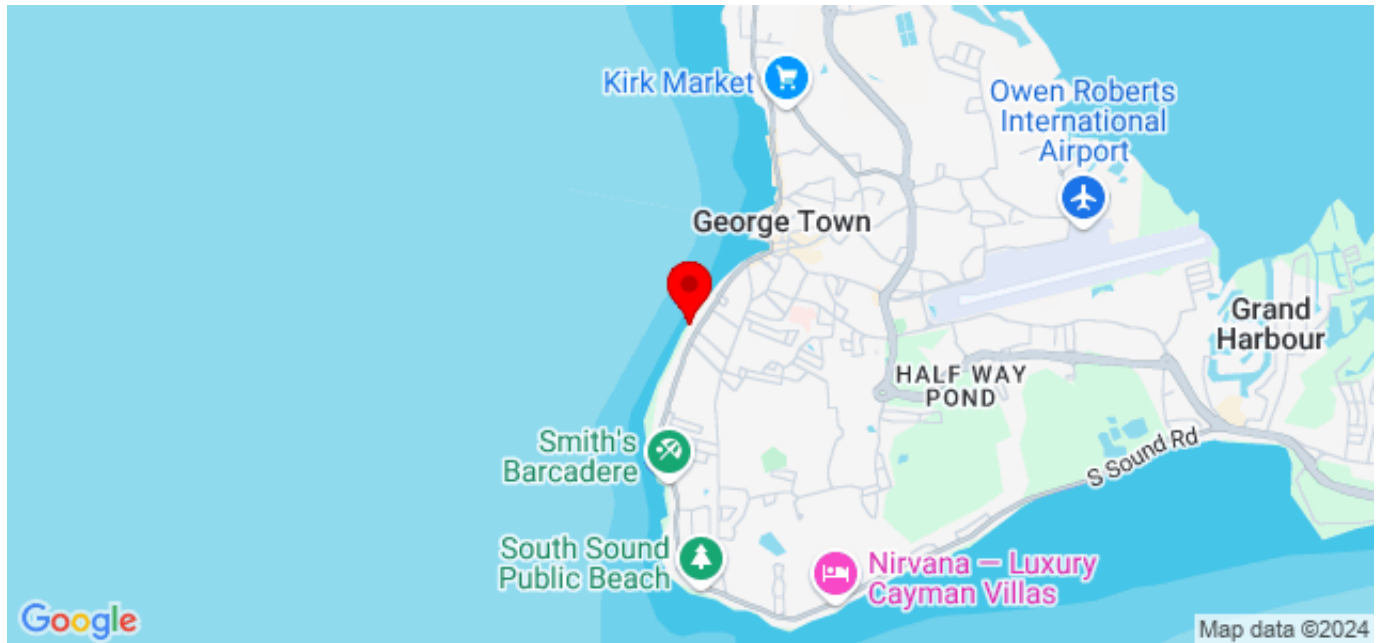 Kirk Market
Owen Roberts
International
Airport
George Town
Grand
Harbour
HALF WAY
POND
Smith's
Barcadere
S Sound Rd
South Sound
Public Beach
Nirvana — Luxury
Cayman Villas
Google
Map data ©2024